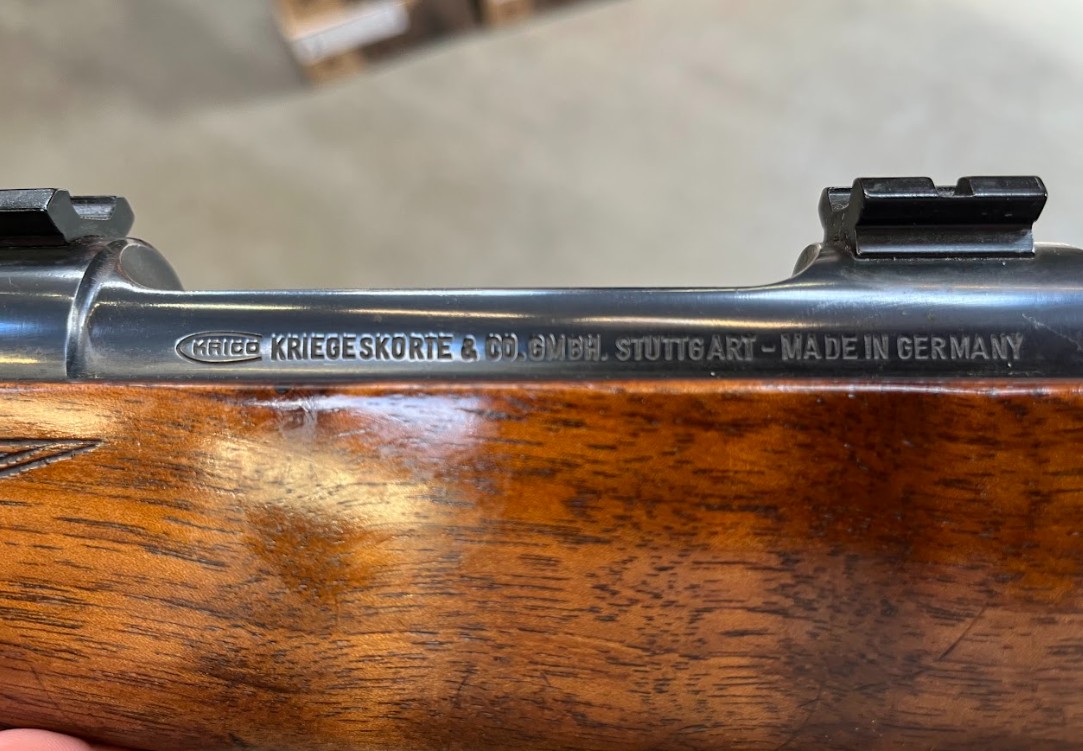 KRICO KRIEGESKORTE & CO. GMBH. STUTTGART - MADE IN GERMANY